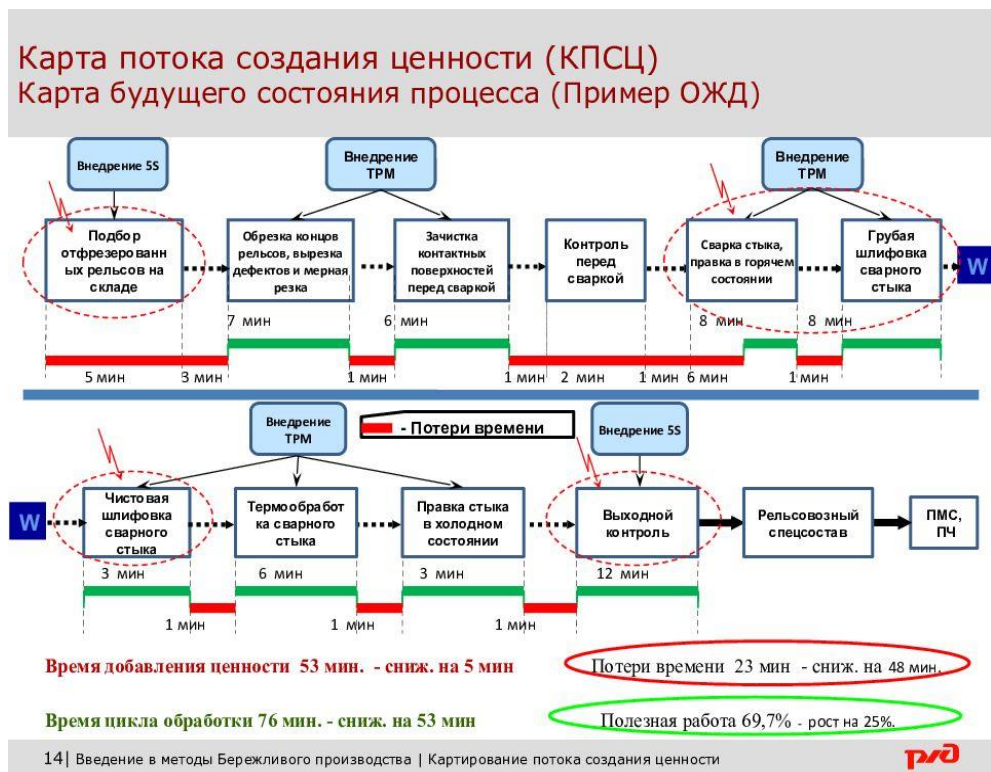 Карта потока создания ценности (КПСЦ)
Карта будущего состояния процесса (Пример ОЖД)
Внедрение 5S
Внедрение
ТРМ
Внедрение
ТРМ
Подбор
отфрезерованн
ых рельсов на
складе
Обрезка концов
рельсов, вырезка
дефектов и мерная
резка
Зачистка
контактных
поверхностей
перед сваркой
Контроль
перед
сваркой
Сварка стыка,
правка в горячем
состоянии
Грубая
шлифовка
сварного
стыка
W
7 мин
6 мин
8 мин
8 мин
5 мин
3 мин
1 мин
1 мин
2 мин
1 мин
6 мин
1 мин
Внедрение
ТРМ
- Потери времени
Внедрение 5S
W
Чистовая
шлифовка
сварного
стыка
Термообработ
ка сварного
стыка
Правка стыка
в холодном
состоянии
Выходной
контроль
Рельсовозный
спецсостав
ПМС,
ПЧ
3 мин
6 мин
3 мин
12 мин
1 мин
1 мин
1 мин
Время добавления ценности 53 мин. - сниж. на 5 мин
Потери времени 23 мин - сниж. на 48 мин.
Время цикла обработки 76 мин. - сниж. на 53 мин
Полезная работа 69,7% - рост на 25%.
14| Введение в методы Бережливого производства | Картирование потока создания ценности
ржд